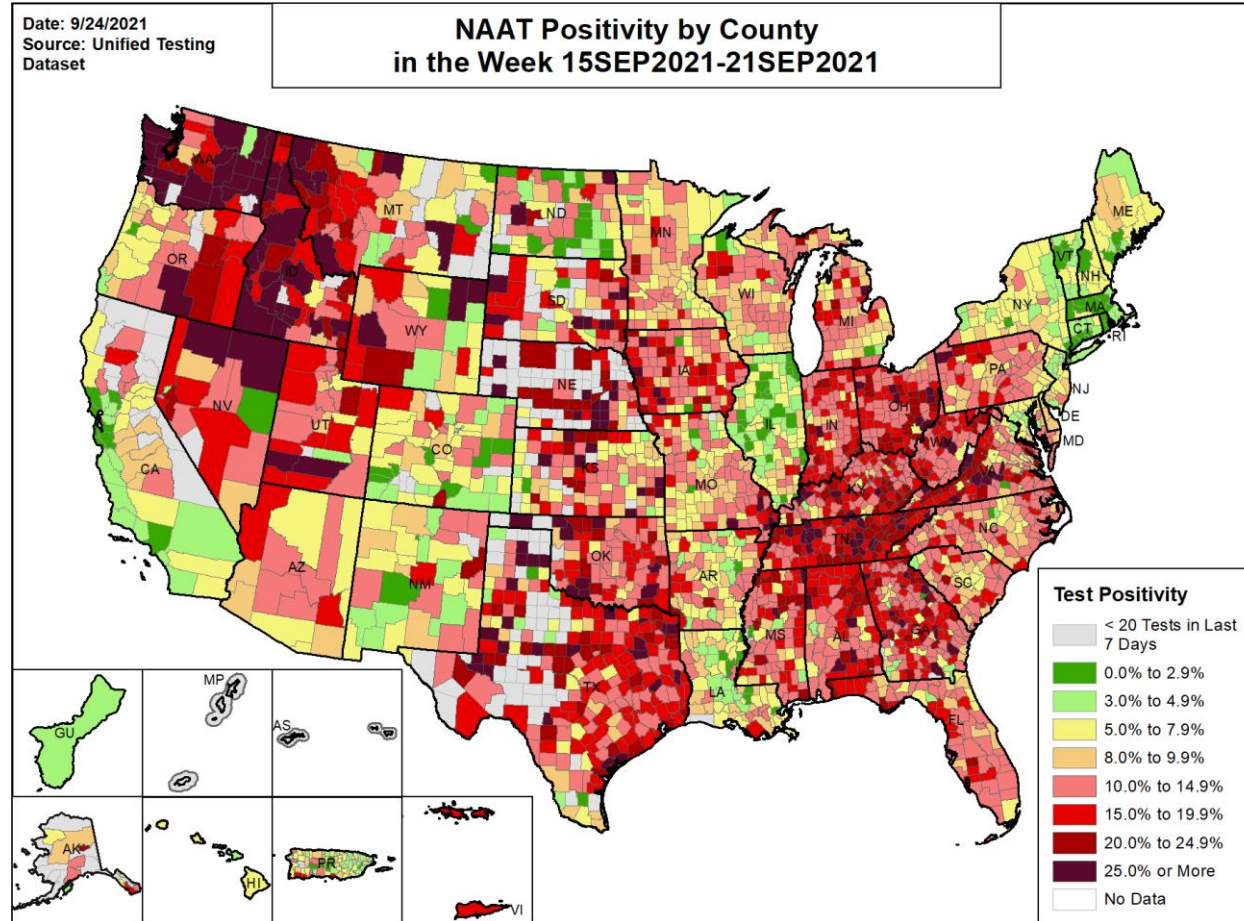 Date: 9/24/2021
Source: Unified Testing
Dataset
NAAT Positivity by County
in the Week 15SEP2021-21SEP2021
WA
MT
ND
MN
ME
OR
ID
SD
WI
MI
VT
NH
NY
MA
CT
RI
WY
IA
NE
PA
NJ
NV
UT
CO
IL
IN
OH
DE
MD
WV
VA
CA
KS
MO
KY
AZ
NM
OK
AR
TN
NC
SC
MS
AL
GA
TX
LA
FL
GU
MP
AS
AK
HI
PR
VI
Test Positivity
< 20 Tests in Last
7 Days
0.0% to 2.9%
3.0% to 4.9%
5.0% to 7.9%
8.0% to 9.9%
10.0% to 14.9%
15.0% to 19.9%
20.0% to 24.9%
25.0% or More
No Data